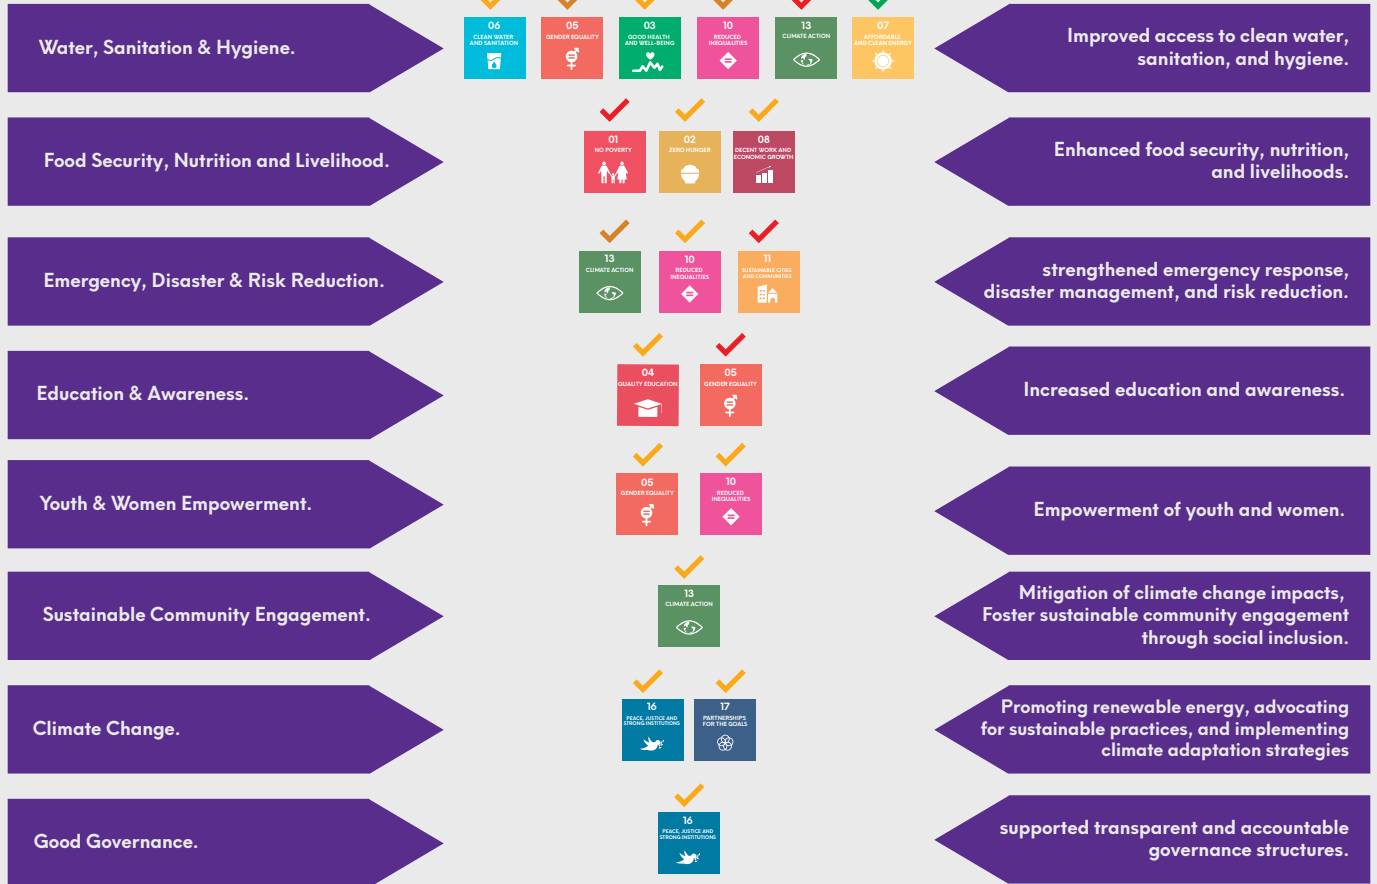 Water, Sanitation & Hygiene.
06
CLEAN WATER
AND SANITATION
05
GENDER EQUALITY
03
GOOD HEALTH
AND WELL-BEING
10
REDUCED
INEQUALITIES
13
CLIMATE ACTION
07
AFFORDABLE
AND CLEAN ENERGY
Improved access to clean water,
sanitation, and hygiene.
Food Security, Nutrition and Livelihood.
01
NO POVERTY
02
ZERO HUNGER
08
DECENT WORK AND
ECONOMIC GROWTH
Enhanced food security, nutrition,
and livelihoods.
Emergency, Disaster & Risk Reduction.
13
CLIMATE ACTION
10
REDUCED
INEQUALITIES
11
SUSTAINABLE CITIES
AND COMMUNITIES
strengthened emergency response,
disaster management, and risk reduction.
Education & Awareness.
04
QUALITY EDUCATION
05
GENDER EQUALITY
Increased education and awareness.
Youth & Women Empowerment.
05
GENDER EQUALITY
10
REDUCED
INEQUALITIES
Empowerment of youth and women.
Sustainable Community Engagement.
13
CLIMATE ACTION
Mitigation of climate change impacts,
Foster sustainable community engagement
through social inclusion.
Climate Change.
16
PEACE, JUSTICE AND
STRONG INSTITUTIONS
17
PARTNERSHIPS
FOR THE GOALS
Promoting renewable energy, advocating
for sustainable practices, and implementing
climate adaptation strategies
Good Governance.
16
PEACE, JUSTICE AND
STRONG INSTITUTIONS
supported transparent and accountable
governance structures.